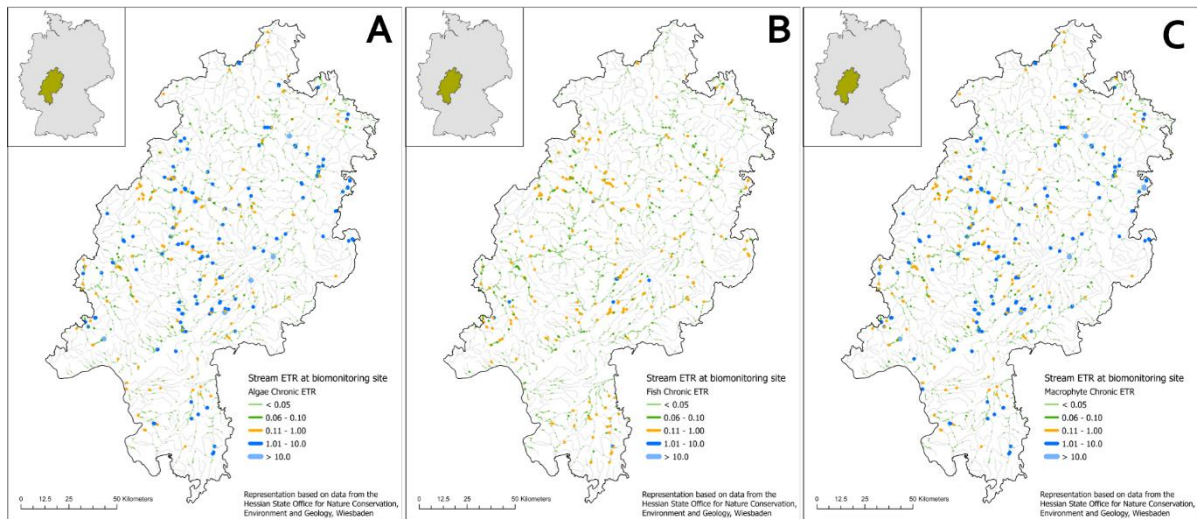 A
Stream ETR at biomonitoring site
Algae Chronic ETR
< 0.05
0.06 - 0.10
0.11 - 1.00
1.01 - 10.0
> 10.0
0 12.5 25 50 Kilometers
Representation based on data from the
Hessian State Office for Nature Conservation,
Environment and Geology, Wiesbaden
B
Stream ETR at biomonitoring site
Fish Chronic ETR
< 0.05
0.06 - 0.10
0.11 - 1.00
1.01 - 10.0
> 10.0
0 12.5 25 50 Kilometers
Representation based on data from the
Hessian State Office for Nature Conservation,
Environment and Geology, Wiesbaden
C
Stream ETR at biomonitoring site
Macrophyte Chronic ETR
< 0.05
0.06 - 0.10
0.11 - 1.00
1.01 - 10.0
> 10.0
0 12.5 25 50 Kilometers
Representation based on data from the
Hessian State Office for Nature Conservation,
Environment and Geology, Wiesbaden